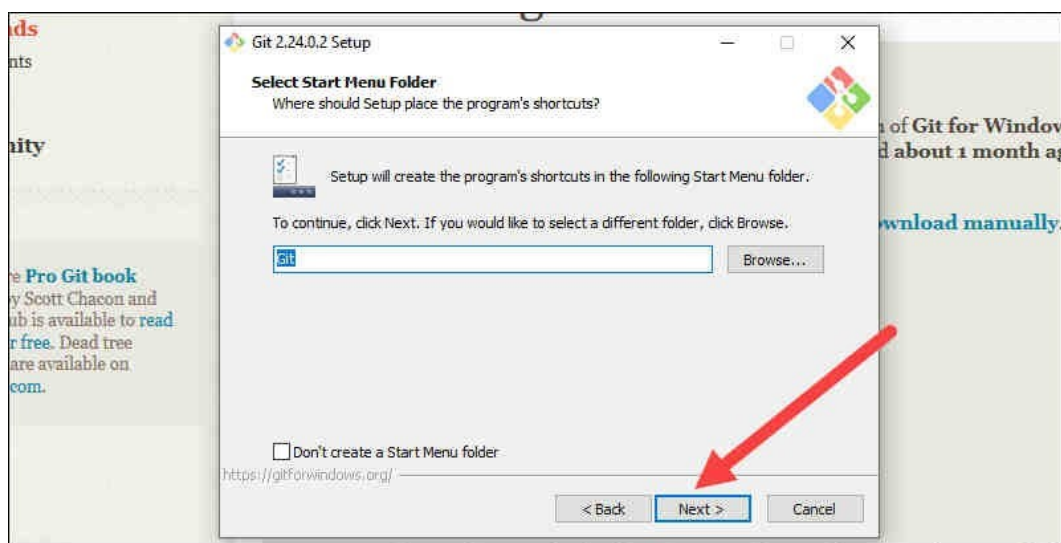 ds
nts
nity
e Pro Git book
y Scott Chacon and
ub is available to read
r free. Dead tree
are available on
com.
Git 2.24.0.2 Setup
Select Start Menu Folder
Where should Setup place the program's shortcuts?
Setup will create the program's shortcuts in the following Start Menu folder.
To continue, click Next. If you would like to select a different folder, click Browse.
Git
Browse...
Don't create a Start Menu folder
https://gitforwindows.org/
< Back
Next >
Cancel
of Git for Window
d about 1 month ag
wnload manually.